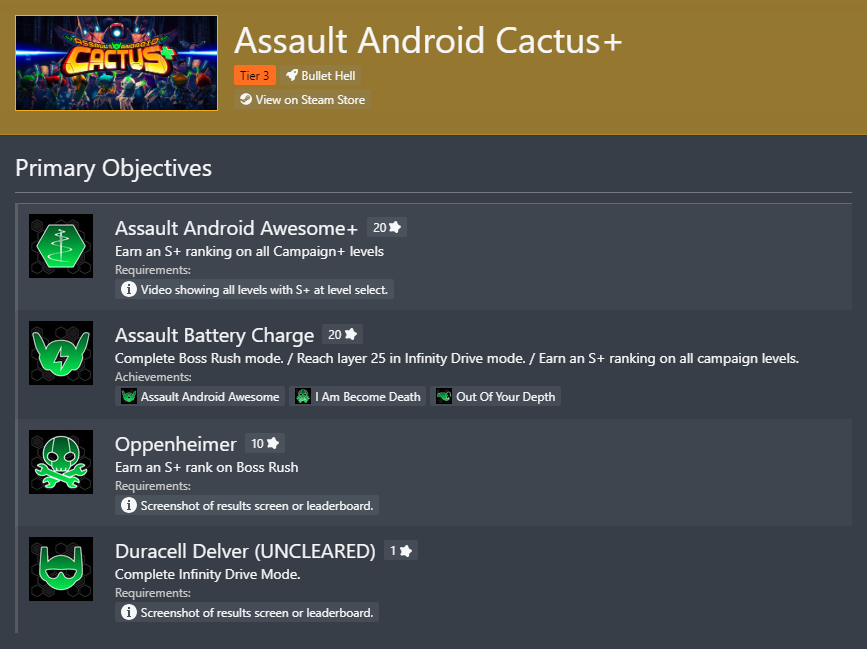 ASSAULT ANDROID
CACTUS+
Assault Android Cactus+
Tier 3 Bullet Hell
View on Steam Store
Primary Objectives
Assault Android Awesome+ 20
Earn an S+ ranking on all Campaign+ levels
Requirements:
Video showing all levels with S+ at level select.
Assault Battery Charge 20
Complete Boss Rush mode. / Reach layer 25 in Infinity Drive mode. / Earn an S+ ranking on all campaign levels.
Achievements:
Assault Android Awesome I Am Become Death Out Of Your Depth
Oppenheimer 10
Earn an S+ rank on Boss Rush
Requirements:
Screenshot of results screen or leaderboard.
Duracell Delver (UNCLEARED) 1
Complete Infinity Drive Mode.
Requirements:
Screenshot of results screen or leaderboard.